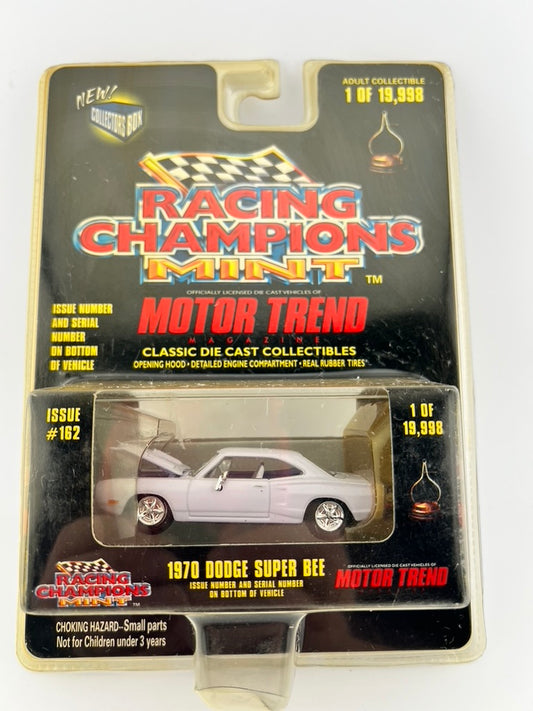 NEW!
COLLECTORS BOX
ADULT COLLECTIBLE
1 OF 19,998
RACING
CHAMPIONS
MINT™
OFFICIALLY LICENSED DIE CAST VEHICLES OF
MOTOR TREND
MAGAZINE
CLASSIC DIE CAST COLLECTIBLES
OPENING HOOD • DETAILED ENGINE COMPARTMENT • REAL RUBBER TIRES
ISSUE NUMBER
AND SERIAL
NUMBER
ON BOTTOM
OF VEHICLE
ISSUE
#162
1 OF
19,998
RACING
CHAMPIONS
MINT™
1970 DODGE SUPER BEE
ISSUE NUMBER AND SERIAL NUMBER
ON BOTTOM OF VEHICLE
OFFICIALLY LICENSED DIE CAST VEHICLES OF
MOTOR TREND
CHOKING HAZARD–Small parts
Not for Children under 3 years